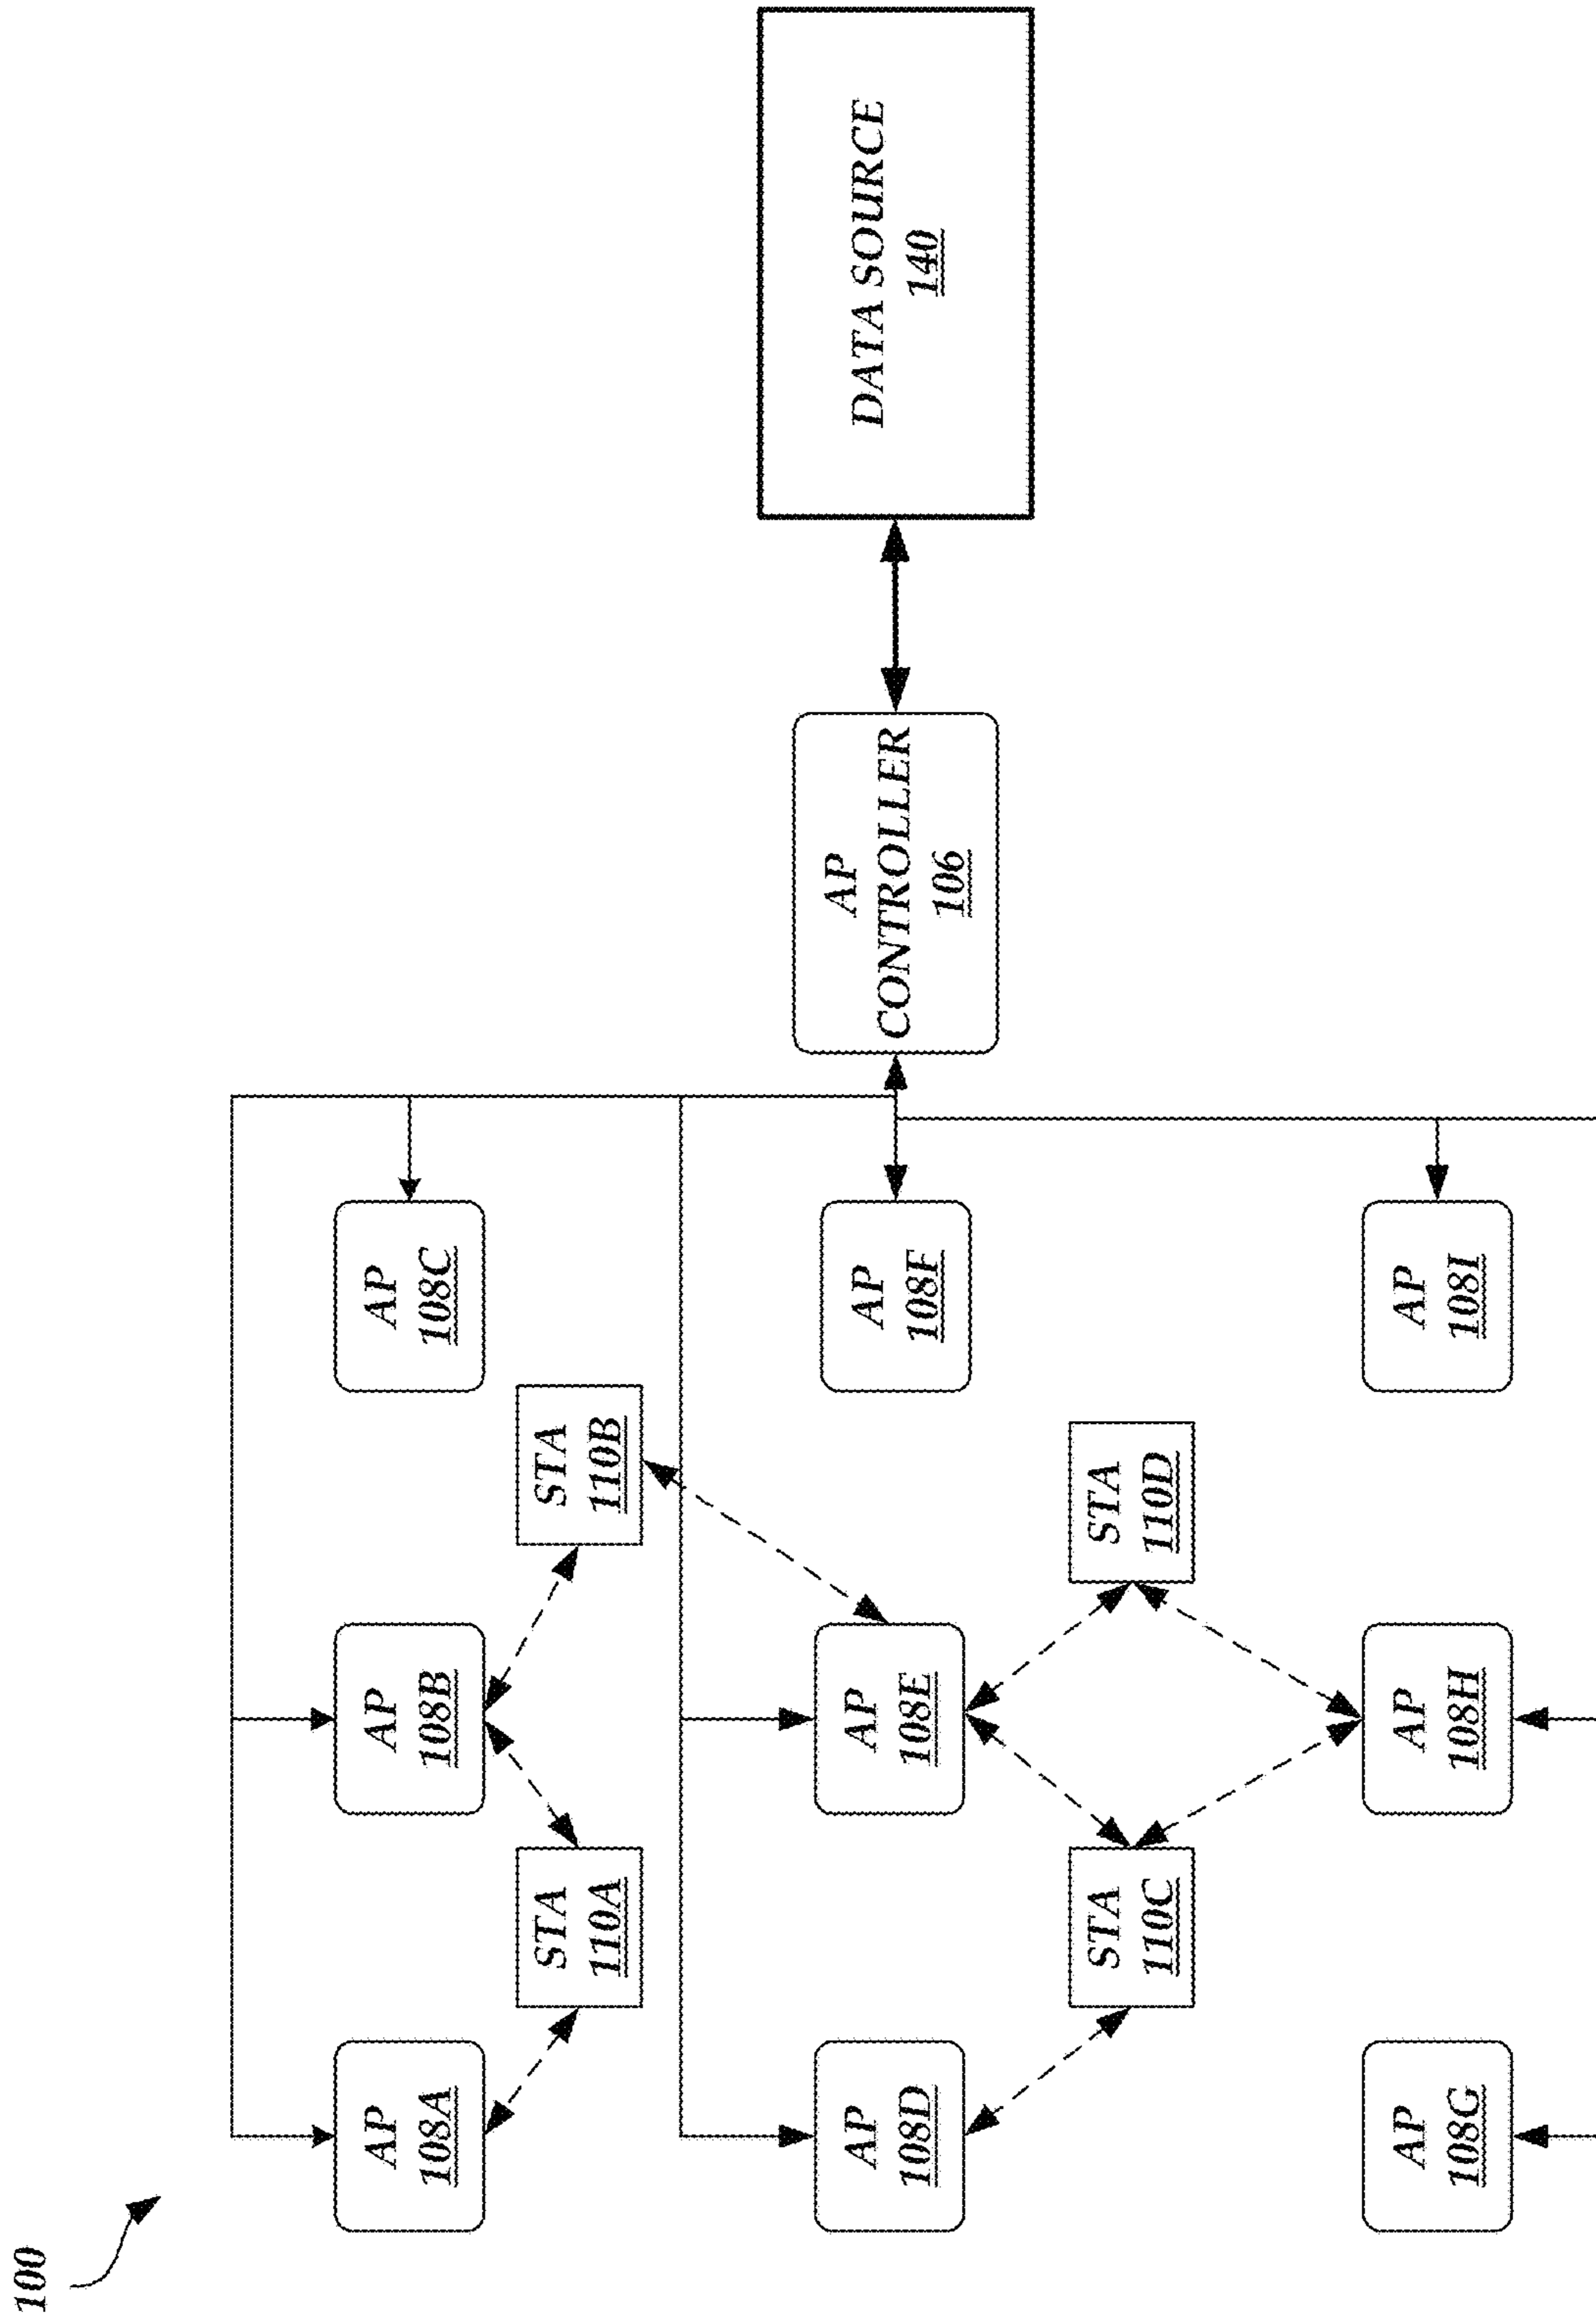 100
AP
108A
AP
108B
AP
108C
STA
110A
STA
110B
AP
108D
AP
108E
AP
108F
AP
CONTROLLER
106
DATA SOURCE
140
STA
110C
STA
110D
AP
108G
AP
108H
AP
108I